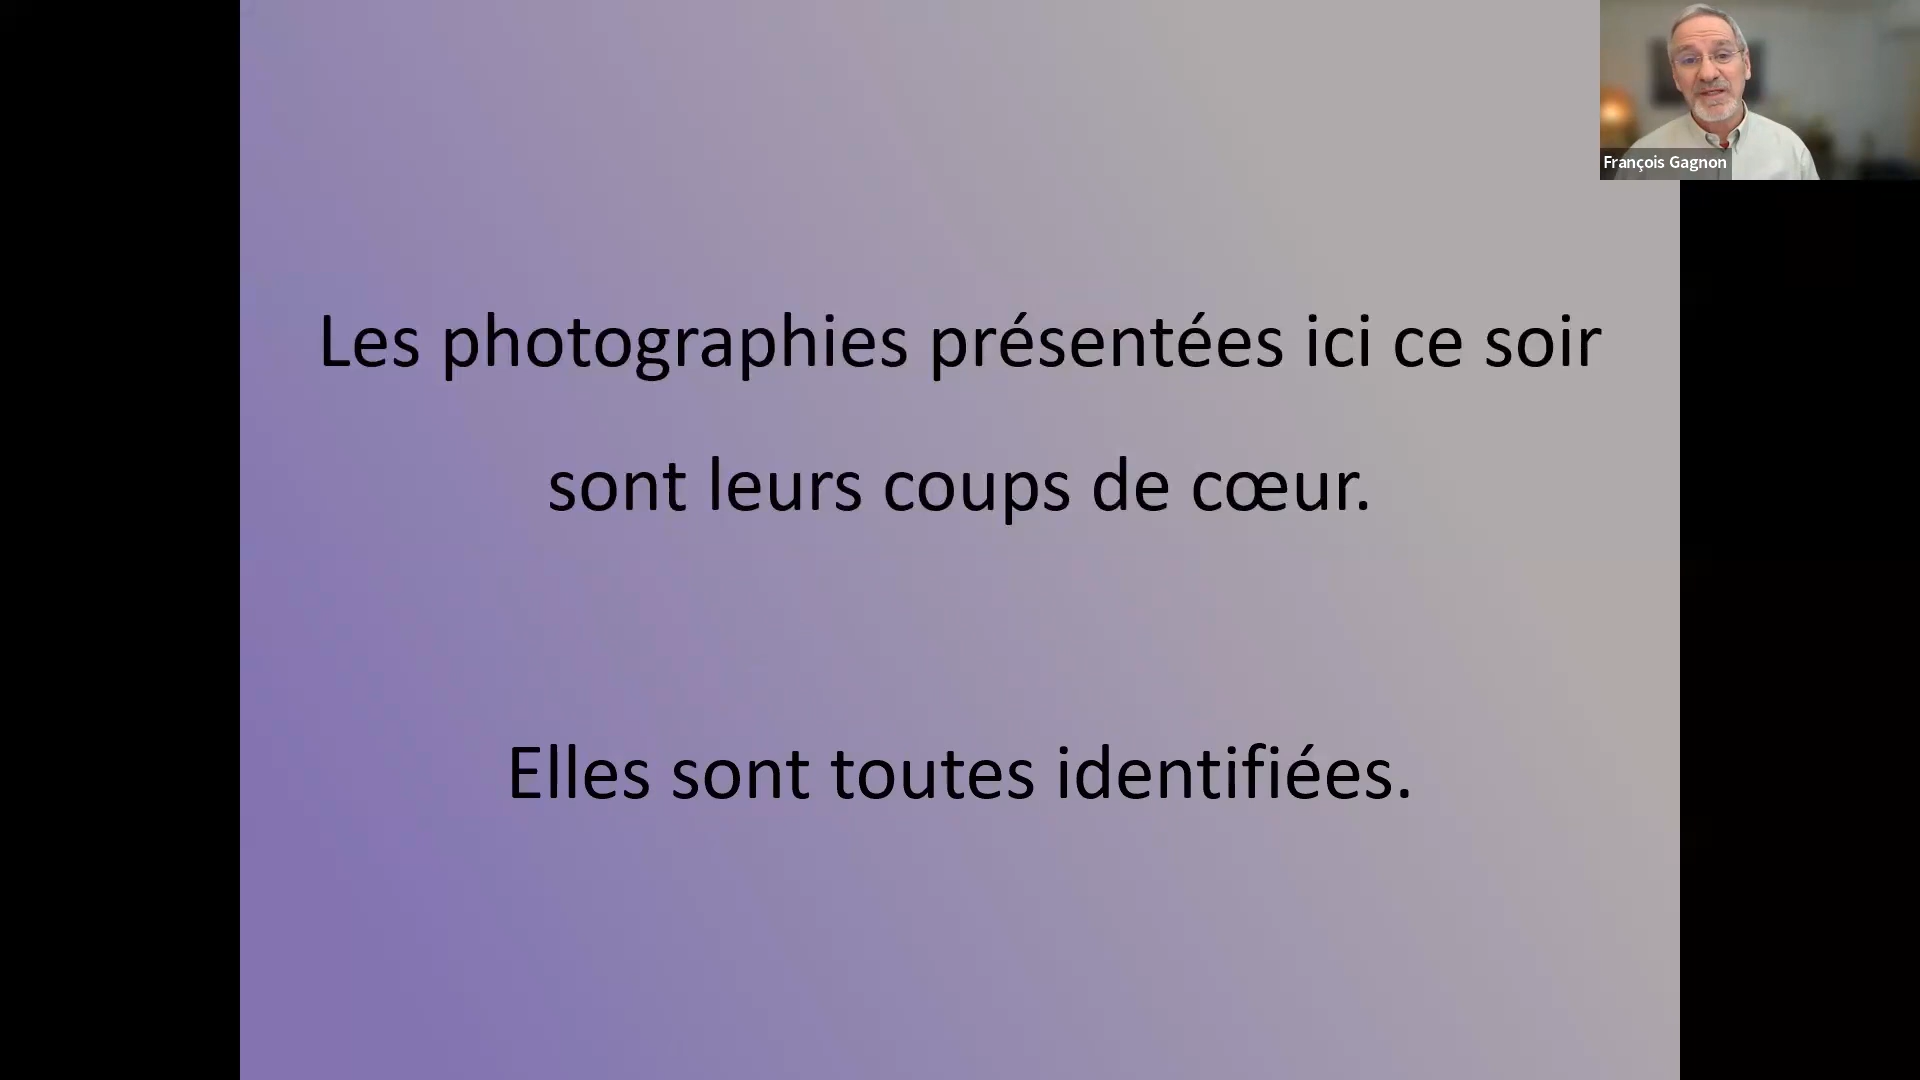 François Gagnon
Les photographies présentées ici ce soir
sont leurs coups de cœur.
Elles sont toutes identifiées.